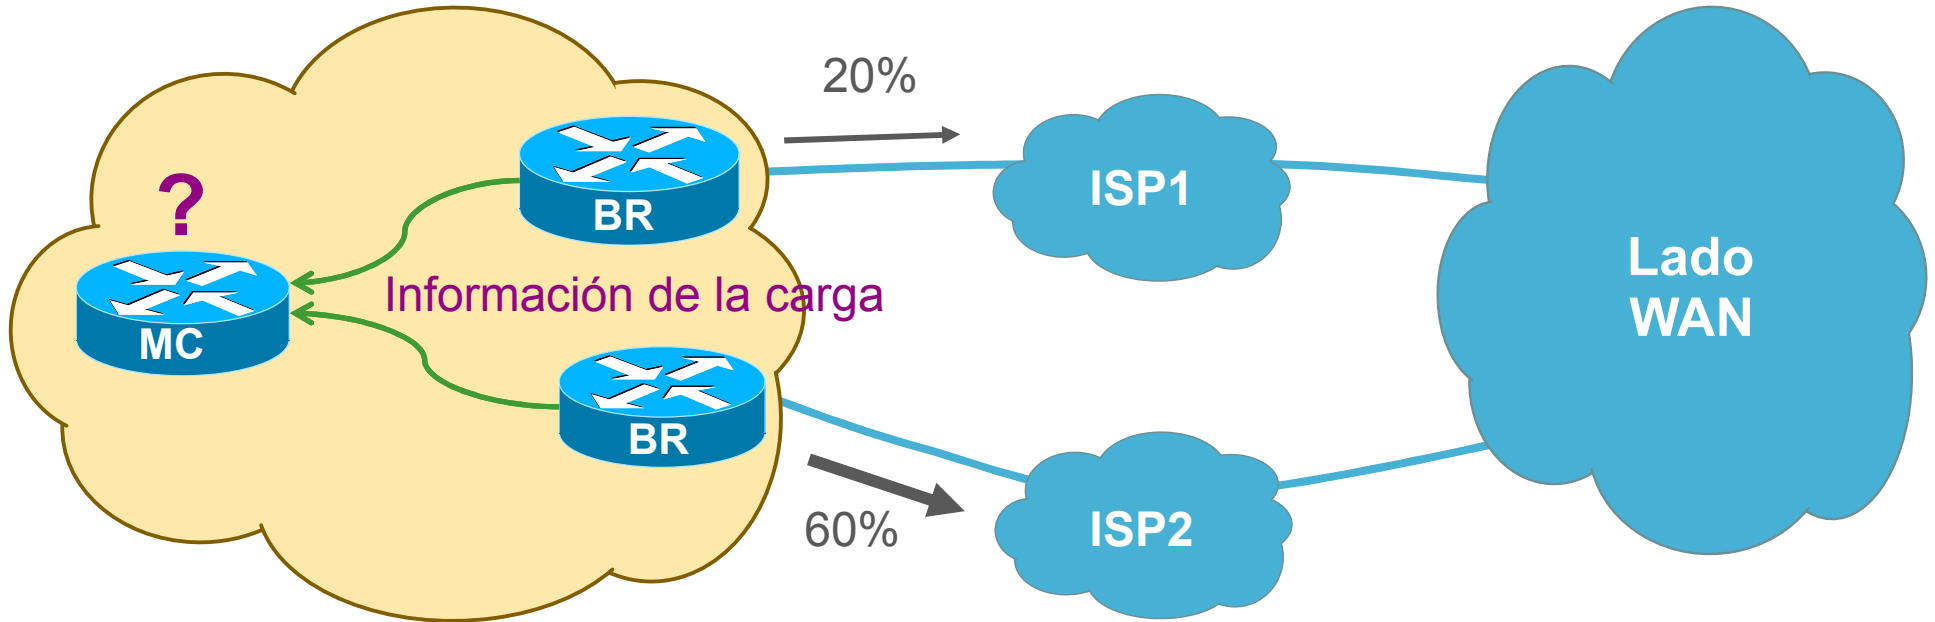 20%
BR
ISP1
?
Información de la carga
Lado
WAN
MC
BR
60%
ISP2